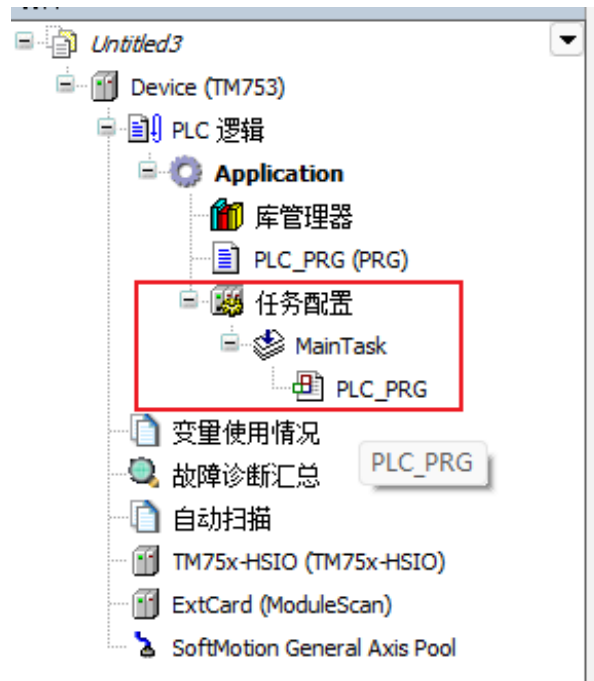 Untitled3
Device (TM753)
PLC 逻辑
Application
库管理器
PLC_PRG (PRG)
任务配置
MainTask
PLC_PRG
变量使用情况
PLC_PRG
故障诊断汇总
自动扫描
TM75x-HSIO (TM75x-HSIO)
ExtCard (ModuleScan)
SoftMotion General Axis Pool